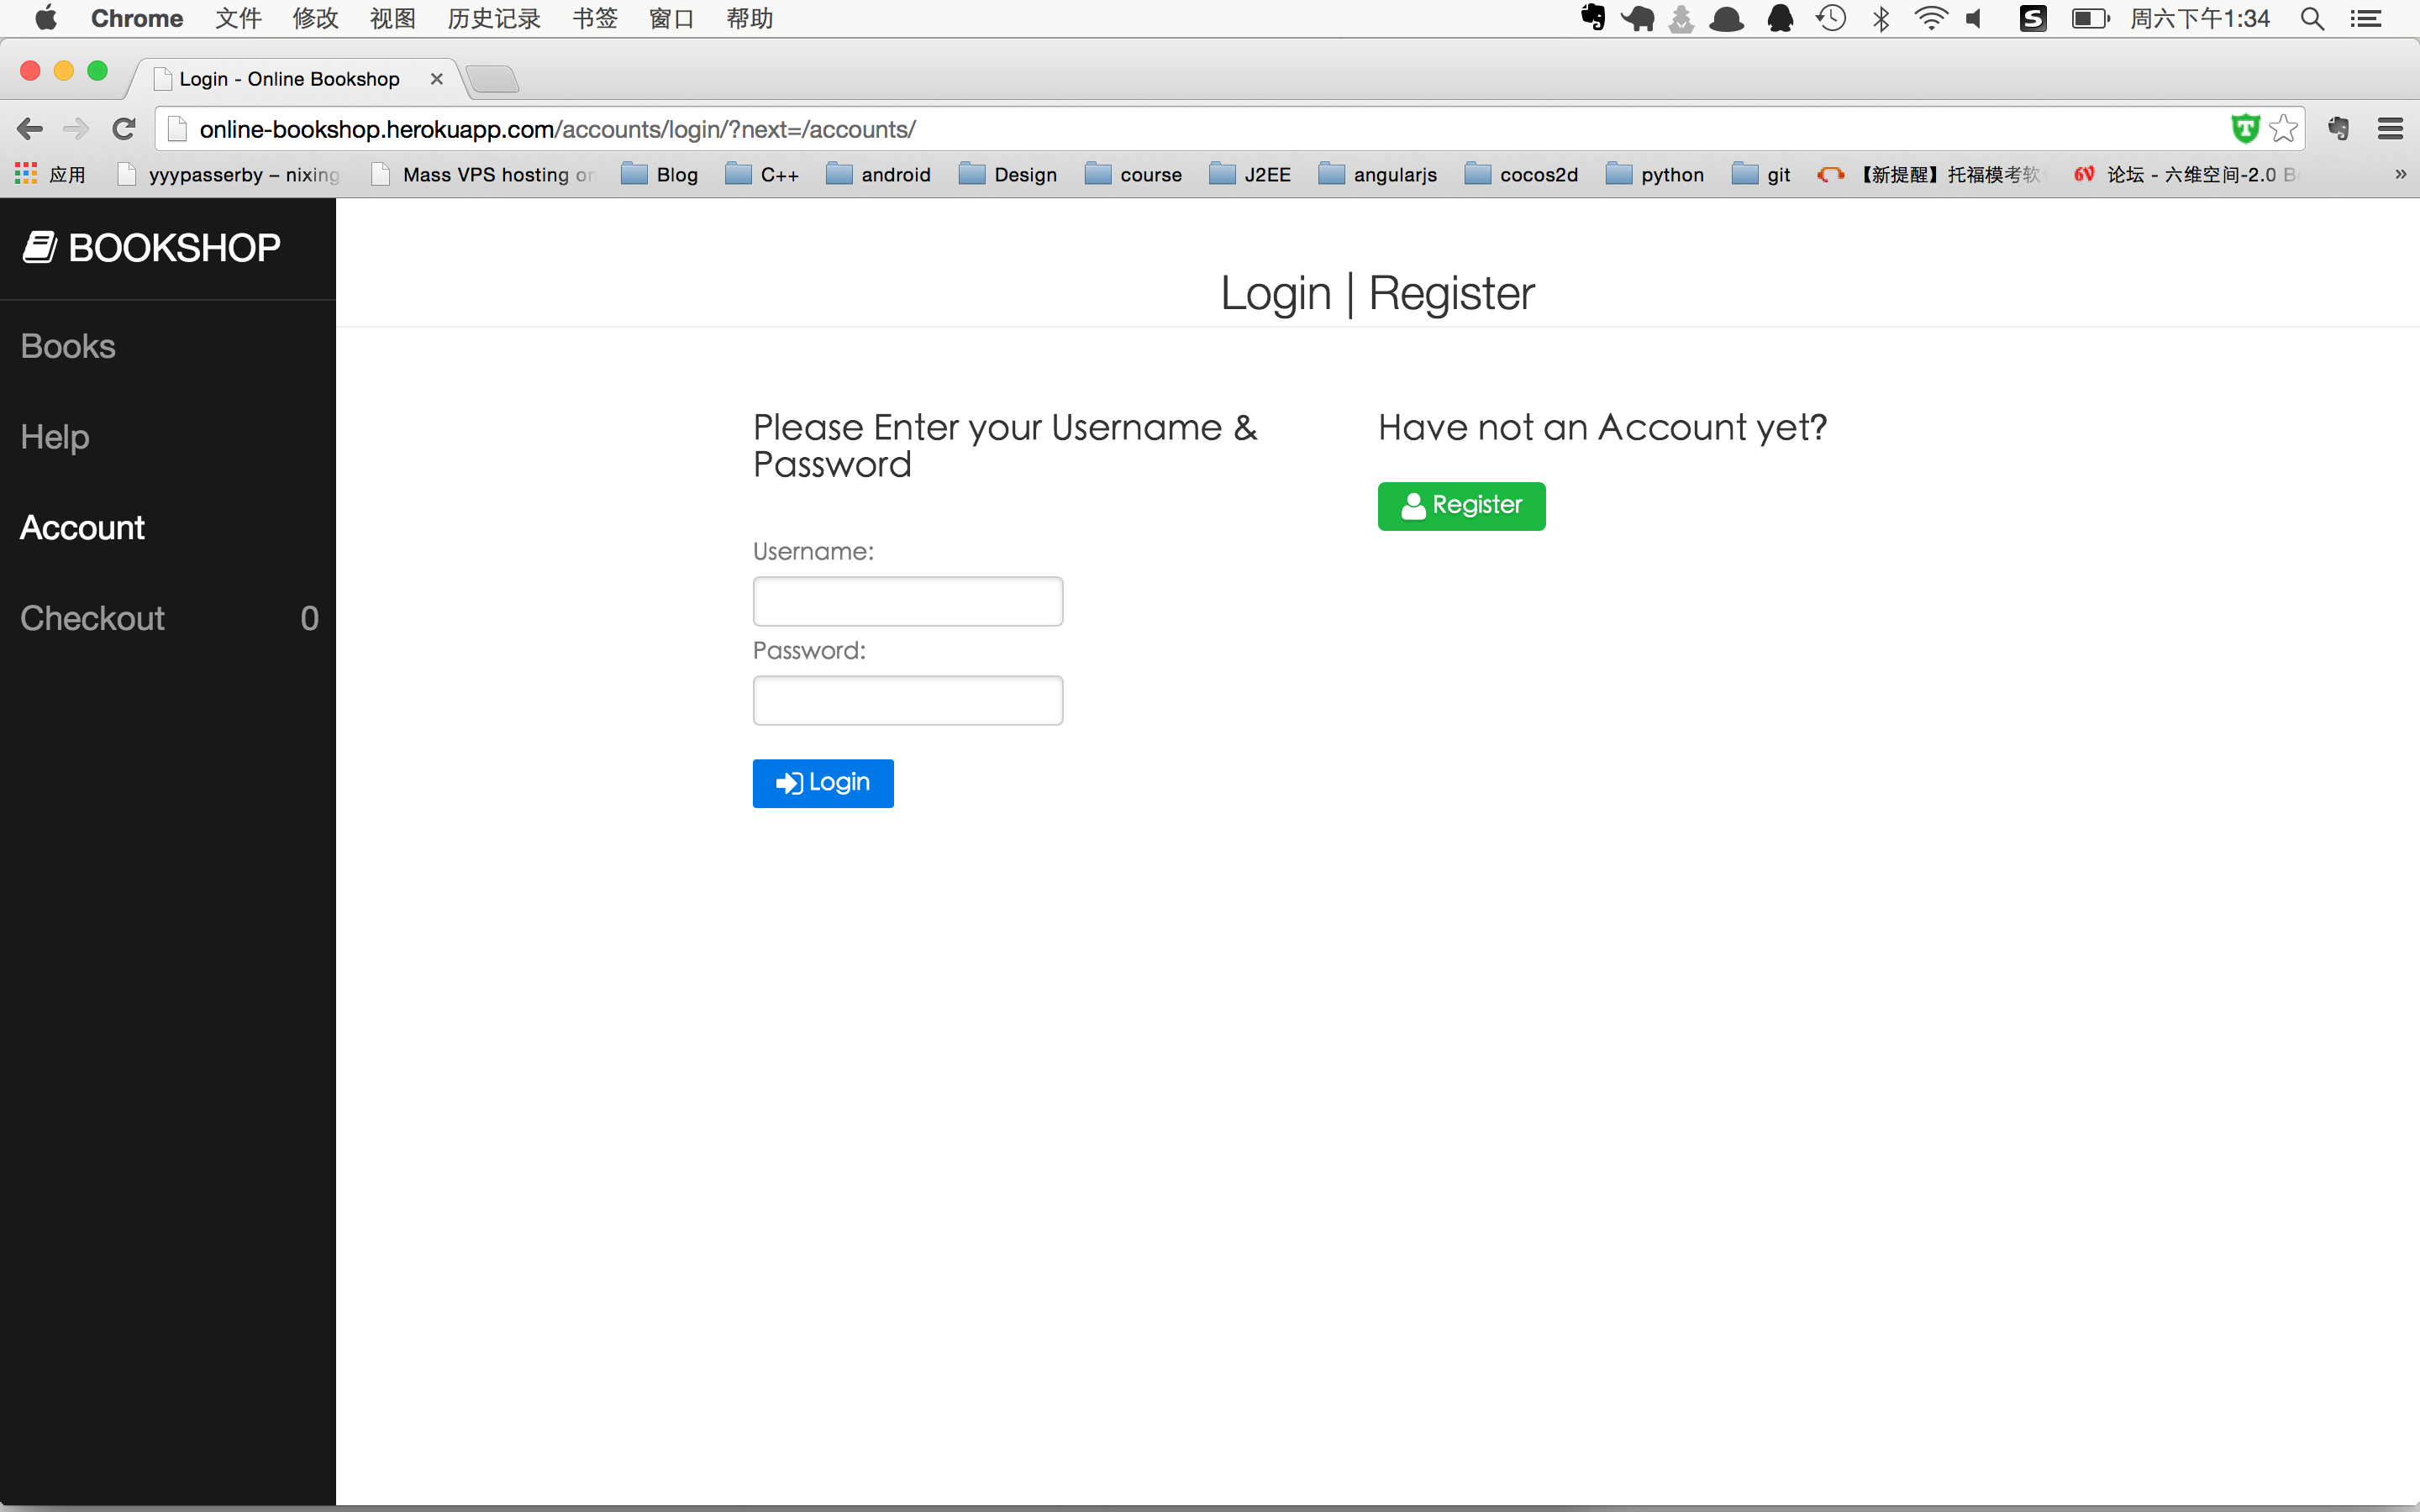 Chrome 文件 修改 视图 历史记录 书签 窗口 帮助 周六下午1:34
Login - Online Bookshop
online-bookshop.herokuapp.com/accounts/login/?next=/accounts/
应用 yyypasserby – nixing Mass VPS hosting on Blog C++ android Design course J2EE angularjs cocos2d python git 【新提醒】托福模考软 论坛 - 六维空间-2.0 B »
BOOKSHOP
Books
Help
Account
Checkout 0
Login | Register
Please Enter your Username &
Password
Username:
Password:
Login
Have not an Account yet?
Register